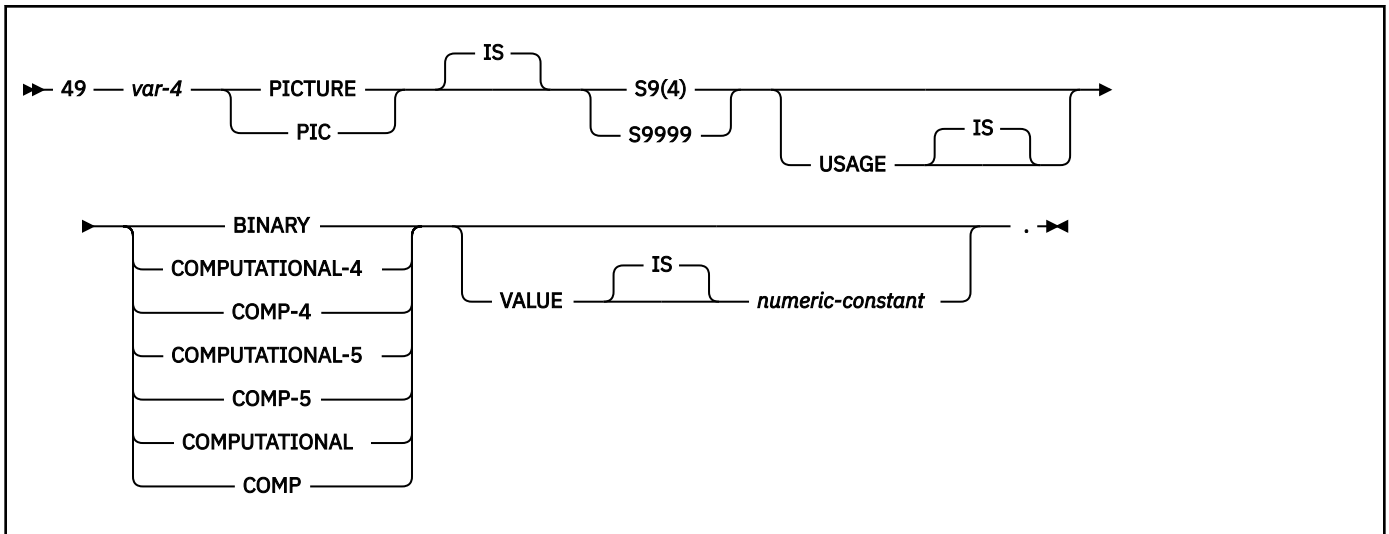 IS
49 var-4 PICTURE S9(4)
PIC S9999
IS
USAGE
BINARY .
COMPUTATIONAL-4 IS
COMP-4 VALUE numeric-constant
COMPUTATIONAL-5
COMP-5
COMPUTATIONAL
COMP